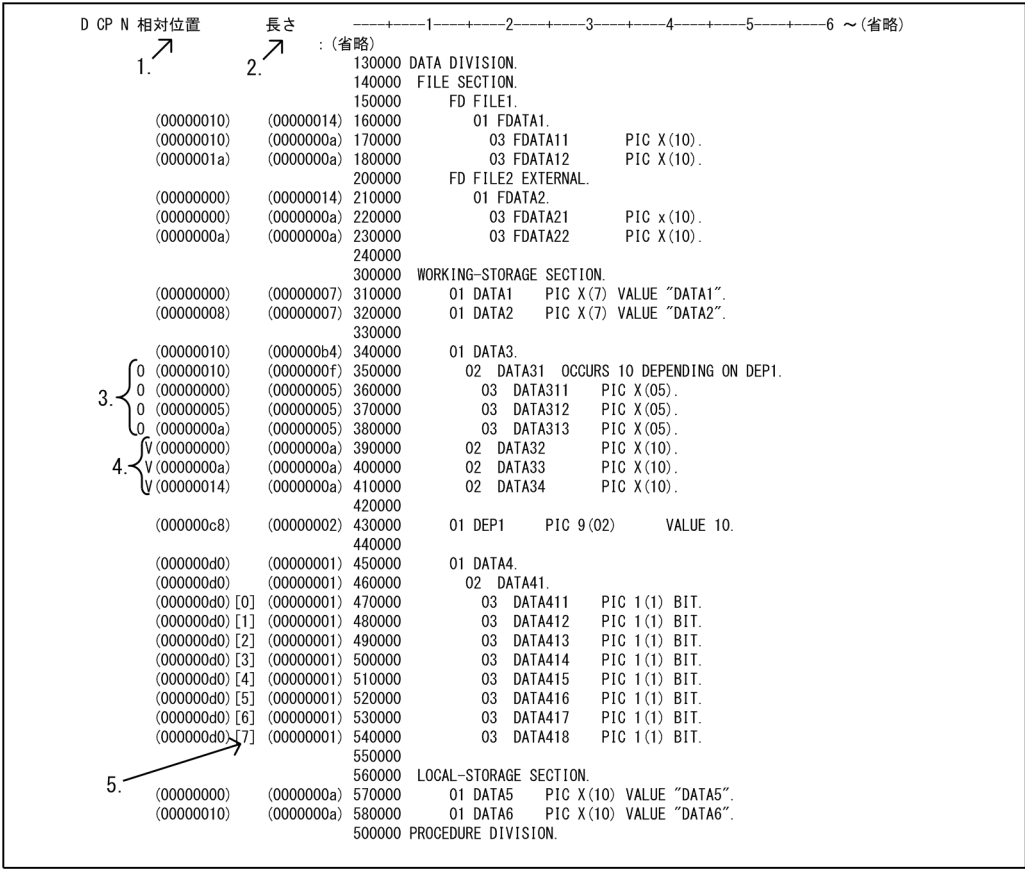 D CP N 相対位置 長さ ----+----1----+----2----+----3----+----4----+----5----+----6 ～(省略)
1. 2. :(省略)
130000 DATA DIVISION.
140000 FILE SECTION.
150000 FD FILE1.
(00000010) (00000014) 160000 01 FDATA1.
(00000010) (0000000a) 170000 03 FDATA11 PIC X(10).
(0000001a) (0000000a) 180000 03 FDATA12 PIC X(10).
200000 FD FILE2 EXTERNAL.
(00000000) (00000014) 210000 01 FDATA2.
(00000000) (0000000a) 220000 03 FDATA21 PIC x(10).
(0000000a) (0000000a) 230000 03 FDATA22 PIC X(10).
240000
300000 WORKING-STORAGE SECTION.
(00000000) (00000007) 310000 01 DATA1 PIC X(7) VALUE "DATA1".
(00000008) (00000007) 320000 01 DATA2 PIC X(7) VALUE "DATA2".
330000
(00000010) (000000b4) 340000 01 DATA3.
O (00000010) (0000000f) 350000 02 DATA31 OCCURS 10 DEPENDING ON DEP1.
3. O (00000000) (00000005) 360000 03 DATA311 PIC X(05).
O (00000005) (00000005) 370000 03 DATA312 PIC X(05).
O (0000000a) (00000005) 380000 03 DATA313 PIC X(05).
V(00000000) (0000000a) 390000 02 DATA32 PIC X(10).
4. V(0000000a) (0000000a) 400000 02 DATA33 PIC X(10).
V(00000014) (0000000a) 410000 02 DATA34 PIC X(10).
420000
(000000c8) (00000002) 430000 01 DEP1 PIC 9(02) VALUE 10.
440000
(000000d0) (00000001) 450000 01 DATA4.
(000000d0) (00000001) 460000 02 DATA41.
(000000d0)[0] (00000001) 470000 03 DATA411 PIC 1(1) BIT.
(000000d0)[1] (00000001) 480000 03 DATA412 PIC 1(1) BIT.
(000000d0)[2] (00000001) 490000 03 DATA413 PIC 1(1) BIT.
(000000d0)[3] (00000001) 500000 03 DATA414 PIC 1(1) BIT.
(000000d0)[4] (00000001) 510000 03 DATA415 PIC 1(1) BIT.
(000000d0)[5] (00000001) 520000 03 DATA416 PIC 1(1) BIT.
(000000d0)[6] (00000001) 530000 03 DATA417 PIC 1(1) BIT.
(000000d0)[7] (00000001) 540000 03 DATA418 PIC 1(1) BIT.
550000
5. 560000 LOCAL-STORAGE SECTION.
(00000000) (0000000a) 570000 01 DATA5 PIC X(10) VALUE "DATA5".
(00000010) (0000000a) 580000 01 DATA6 PIC X(10) VALUE "DATA6".
500000 PROCEDURE DIVISION.